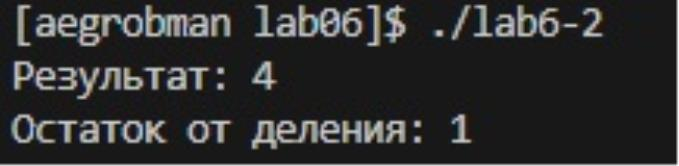 [aegrobman lab06]$ ./lab6-2
Результат: 4
Остаток от деления: 1